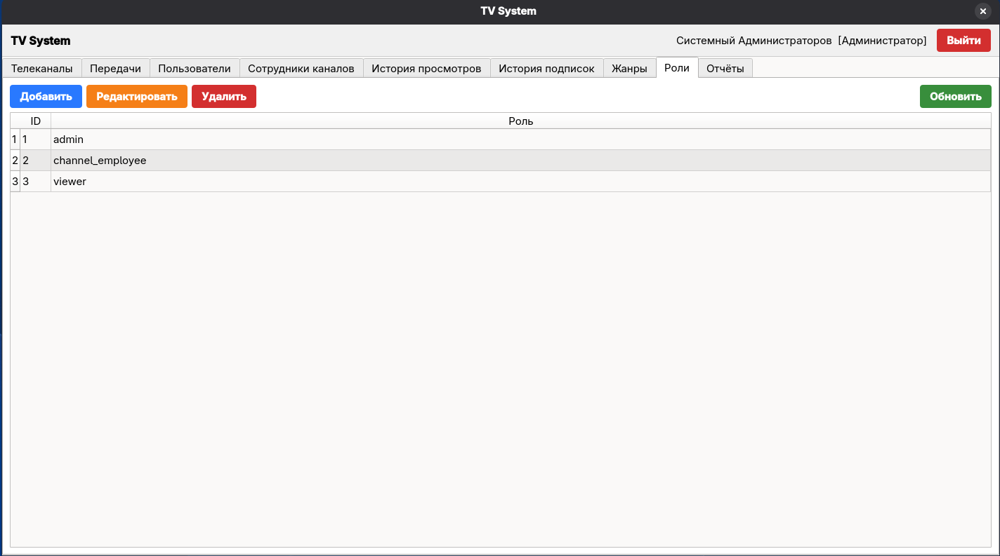 TV System
TV System Системный Администраторов [Администратор] Выйти
Телеканалы Передачи Пользователи Сотрудники каналов История просмотров История подписок Жанры Роли Отчёты
Добавить Редактировать Удалить Обновить
ID Роль
1 1 admin
2 2 channel_employee
3 3 viewer